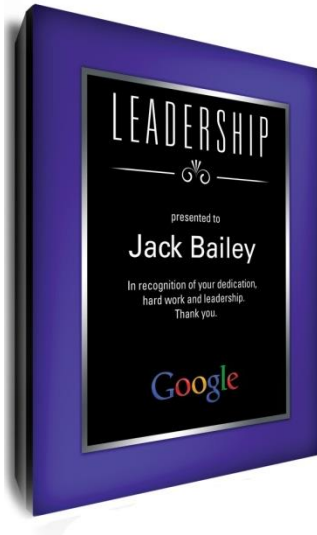 LEADERSHIP
presented to
Jack Bailey
In recognition of your dedication,
hard work and leadership.
Thank you.
Google